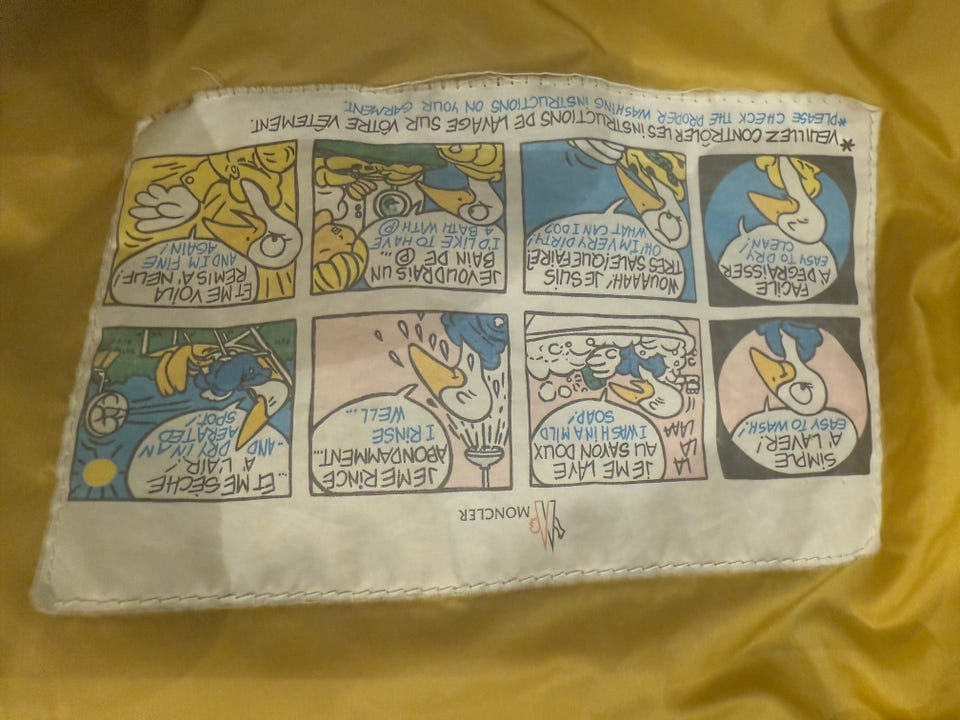 MONCLER
SIMPLE
A LAVER!
EASY TO WASH!
LA LA
JE ME LAVE
AU SAVON DOUX
I WASH IN A MILD
SOAP!
JE ME RINCE
ABONDAMMENT...
I RINSE
WELL...
...ET ME SÈCHE
A L'AIR!
...AND DRY IN AN
AERATED
SPOT!
FACILE
A' DÉGRAISSER
EASY TO DRY
CLEAN!
WOUAAAH! JE SUIS
TRÈS SALE! QUE FAIRE?
OH! I'M VERY DIRTY!
WHAT CAN I DO?
JE VOUDRAIS UN
BAIN DE Ⓟ...
I'D LIKE TO HAVE
A BATH WITH Ⓟ
ET ME VOILA
REMIS A' NEUF!
AND I'M FINE
AGAIN!
*VEUILLEZ CONTRÔLER LES INSTRUCTIONS DE LAVAGE SUR VÔTRE VÊTEMENT.
*PLEASE CHECK THE PROPER WASHING INSTRUCTIONS ON YOUR GARMENT.